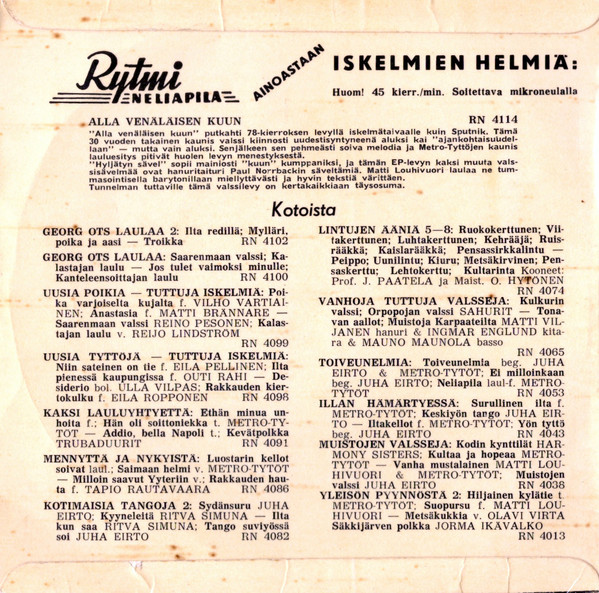 Rytmi
NELIAPILA
AINOASTAAN
ISKELMIEN HELMIÄ:
Huom! 45 kierr./min. Soitettava mikroneulalla
ALLA VENÄLÄISEN KUUN RN 4114
"Alla venäläisen kuun" putkahti 78-kierroksen levyllä iskelmätaivaalle kuin Sputnik. Tämä
30 vuoden takainen kaunis valssi kiinnosti uudestisyntyneenä aluksi kai "ajankohtaisuudel-
laan" — mutta vain aluksi. Senjälkeen sen pehmeästi soiva melodia ja Metro-Tyttöjen kaunis
lauluesitys pitivät huolen levyn menestyksestä.
"Hyljätyn sävel" sopii mainiosti "kuun" kumppaniksi, ja tämän EP-levyn kaksi muuta vals-
sisävelmää ovat hanuritaituri Paul Norrbackin säveltämiä. Matti Louhivuori laulaa ne tum-
masointisella barytonillaan miellyttävästi ja hyvin tekstiä värittäen.
Tunnelman tuttaville tämä valssilevy on kertakaikkiaan täysosuma.
Kotoista
GEORG OTS LAULAA 2: Ilta redillä; Mylläri,
poika ja aasi — Troikka RN 4102
GEORG OTS LAULAA: Saarenmaan valssi; Ka-
lastajan laulu — Jos tulet vaimoksi minulle;
Kanteleensoittajan laulu RN 4100
UUSIA POIKIA — TUTTUJA ISKELMIÄ: Poi-
ka varjoiselta kujalta f. VILHO VARTIAI-
NEN; Anastasia f. MATTI BRANNARE —
Saarenmaan valssi REINO PESONEN; Kalas-
tajan laulu v. REIJO LINDSTRÖM
RN 4099
UUSIA TYTTÖJÄ — TUTTUJA ISKELMIÄ:
Niin sateinen on tie f. EILA PELLINEN; Ilta
pienessä kaupungissa f. OUTI RAHI — De-
siderio bol. ULLA VILPAS; Rakkauden kier-
tokulku f. EILA ROPPONEN RN 4098
KAKSI LAULUYHTYETTÄ: Ethän minua un-
hoita f.; Hän oli soittoniekka t. METRO-TY-
TÖT — Addio, bella Napoli t.; Kevätpolkka
TRUBADUURIT RN 4091
MENNYTTÄ JA NYKYISTÄ: Luostarin kellot
soivat laul.; Saimaan helmi v. METRO-TYTÖT
— Milloin saavut Yyteriin v.; Rakkauden hau-
ta f. TAPIO RAUTAVAARA RN 4086
KOTIMAISIA TANGOJA 2: Sydänsuru JUHA
EIRTO; Kyyneleitä RITVA SIMUNA — Ilta
kun saa RITVA SIMUNA; Tango suviyössä
soi JUHA EIRTO RN 4082
LINTUJEN ÄÄNIÄ 5—8: Ruokokerttunen; Vii-
takerttunen; Luhtakerttunen; Kehrääjä; Ruis-
rääkkä; Kaislarääkkä; Pensassirkkalintu —
Peippo; Uunilintu; Kiuru; Metsäkirvinen; Pen-
saskerttu; Lehtokerttu; Kultarinta Kooneet:
Prof. J. PAATELA ja Maist. O. HYTÖNEN
RN 4074
VANHOJA TUTTUJA VALSSEJA: Kulkurin
valssi; Orpopojan valssi SAHURIT — Tona-
van aallot; Muistoja Karpaateilta MATTI VIL-
JANEN hanuri & INGMAR ENGLUND kita-
ra & MAUNO MAUNOLA basso
RN 4065
TOIVEUNELMIA: Toiveunelmia beg. JUHA
EIRTO & METRO-TYTÖT; Ei milloinkaan
beg. JUHA EIRTO; Neliapila laul-f. METRO-
TYTÖT RN 4053
ILLAN HÄMÄRTYESSÄ: Surullinen ilta f.
METRO-TYTÖT; Keskiyön tango JUHA EIR-
TO — Iltakellot f. METRO-TYTÖT; Yön tyttö
beg. JUHA EIRTO RN 4043
MUISTOJEN VALSSEJA: Kodin kynttilät HAR-
MONY SISTERS; Kultaa ja hopeaa METRO-
TYTÖT — Vanha mustalainen MATTI LOU-
HIVUORI & METRO-TYTÖT; Muistojen
valssi JUHA EIRTO RN 4038
YLEISÖN PYYNNÖSTÄ 2: Hiljainen kylätie t.
METRO-TYTÖT; Suopursu f. MATTI LOU-
HIVUORI — Metsäkukkia v. OLAVI VIRTA
Säkkijärven polkka JORMA IKÄVALKO
RN 4013